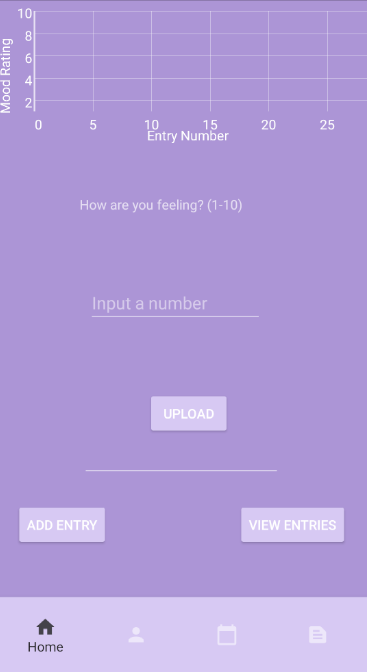 10
8
6
4
2
Mood Rating
0 5 10 15 20 25
Entry Number
How are you feeling? (1-10)
Input a number
UPLOAD
ADD ENTRY VIEW ENTRIES
Home